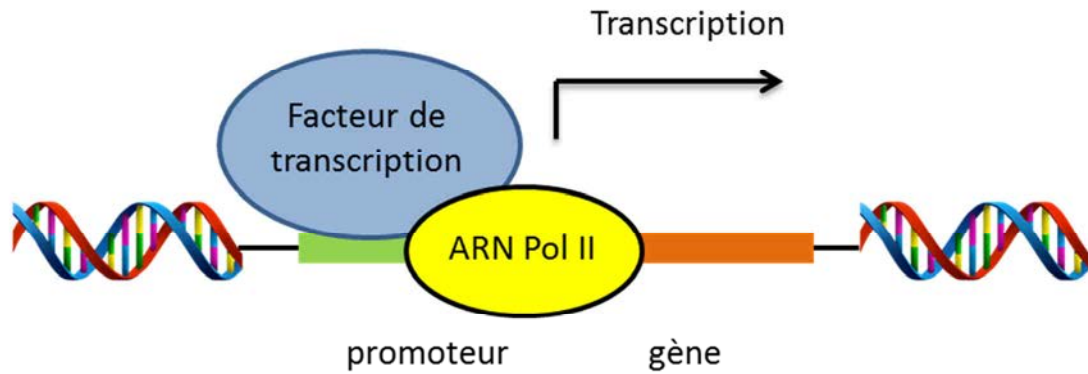 Transcription
Facteur de
transcription
ARN Pol II
promoteur
gène